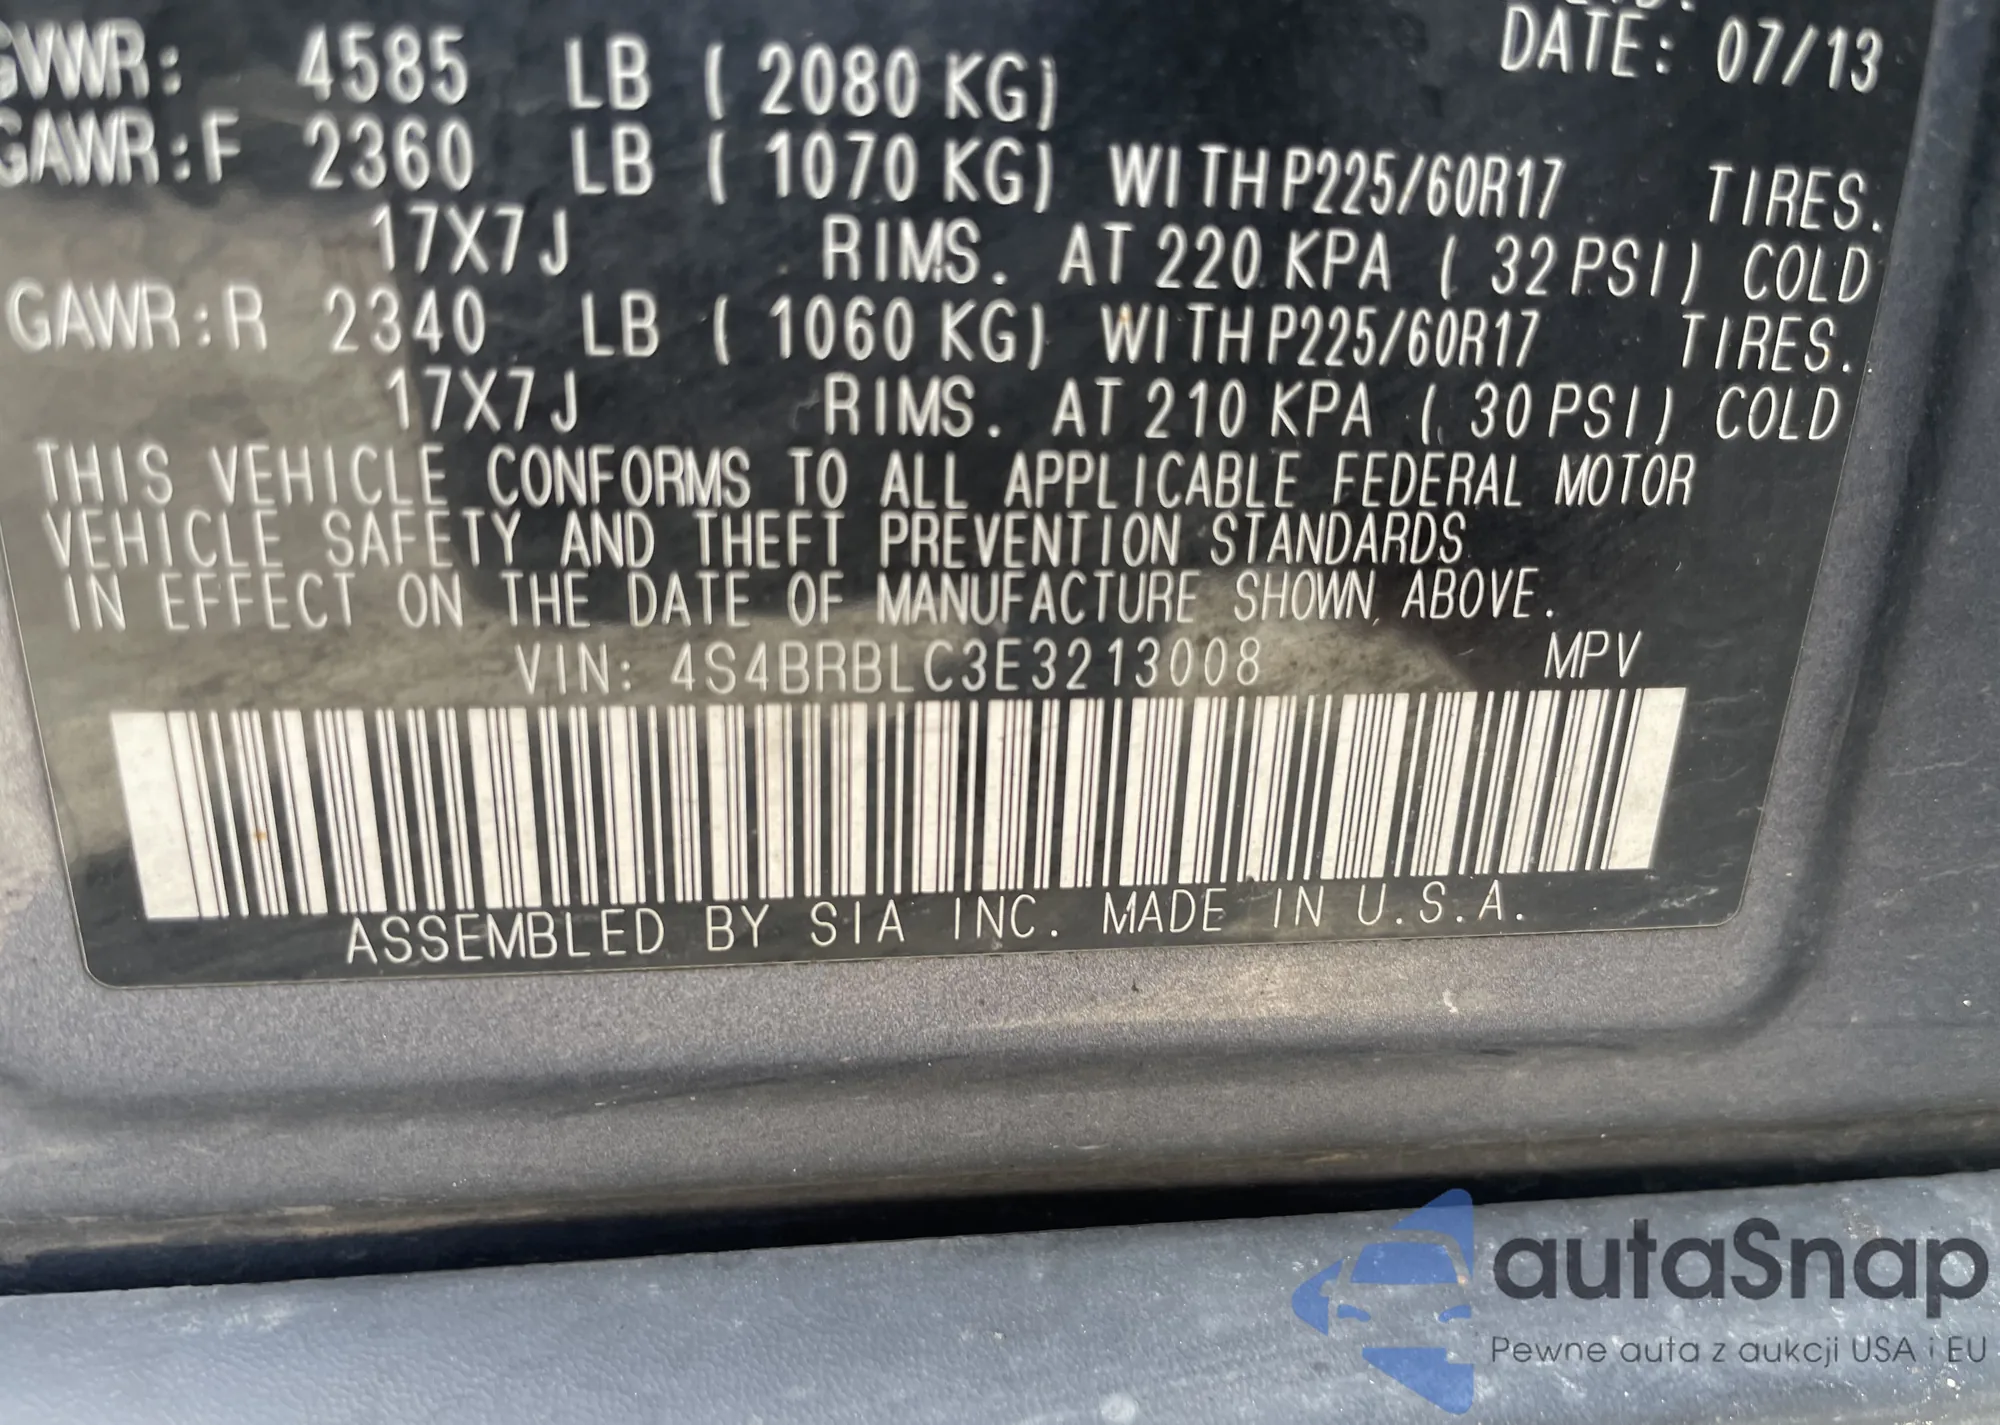 DATE: 07/13
GVWR: 4585 LB ( 2080 KG)
GAWR:F 2360 LB ( 1070 KG) WITH P225/60R17 TIRES.
17X7J RIMS. AT 220 KPA ( 32 PSI) COLD
GAWR:R 2340 LB ( 1060 KG) WITH P225/60R17 TIRES.
17X7J RIMS. AT 210 KPA ( 30 PSI) COLD
THIS VEHICLE CONFORMS TO ALL APPLICABLE FEDERAL MOTOR
VEHICLE SAFETY AND THEFT PREVENTION STANDARDS
IN EFFECT ON THE DATE OF MANUFACTURE SHOWN ABOVE.
VIN: 4S4BRBLC3E3213008 MPV
ASSEMBLED BY SIA INC. MADE IN U.S.A.
autaSnap
Pewne auta z aukcji USA i EU